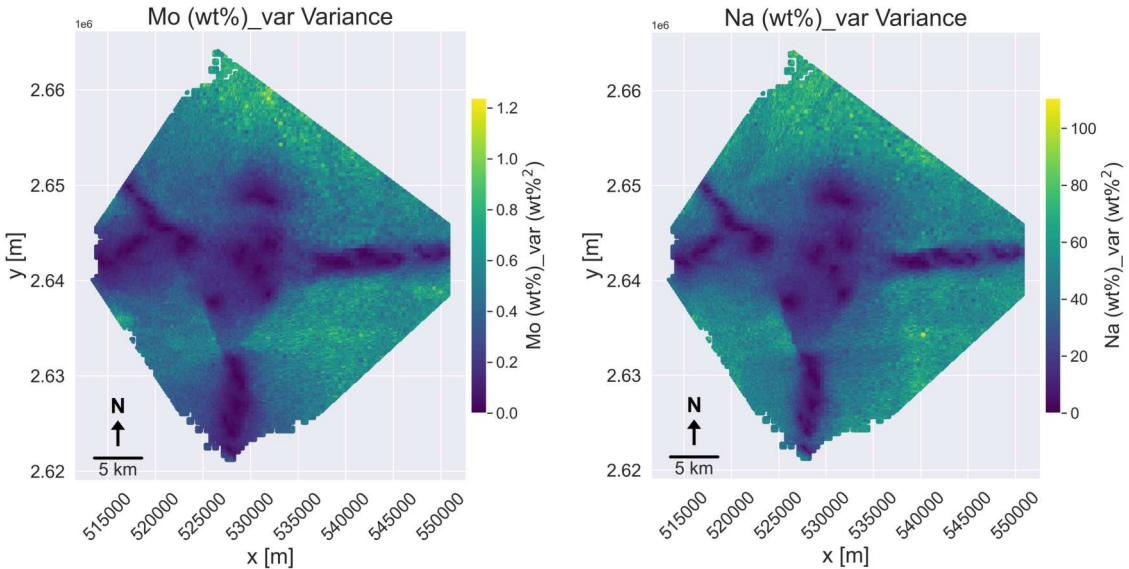 Mo (wt%)_var Variance
1e6
2.66
2.65
2.64
2.63
2.62
y [m]
N
5 km
515000
520000
525000
530000
535000
540000
545000
550000
x [m]
1.2
1.0
0.8
0.6
0.4
0.2
0.0
Mo (wt%)_var (wt%²)
Na (wt%)_var Variance
1e6
2.66
2.65
2.64
2.63
2.62
y [m]
N
5 km
515000
520000
525000
530000
535000
540000
545000
550000
x [m]
100
80
60
40
20
0
Na (wt%)_var (wt%²)